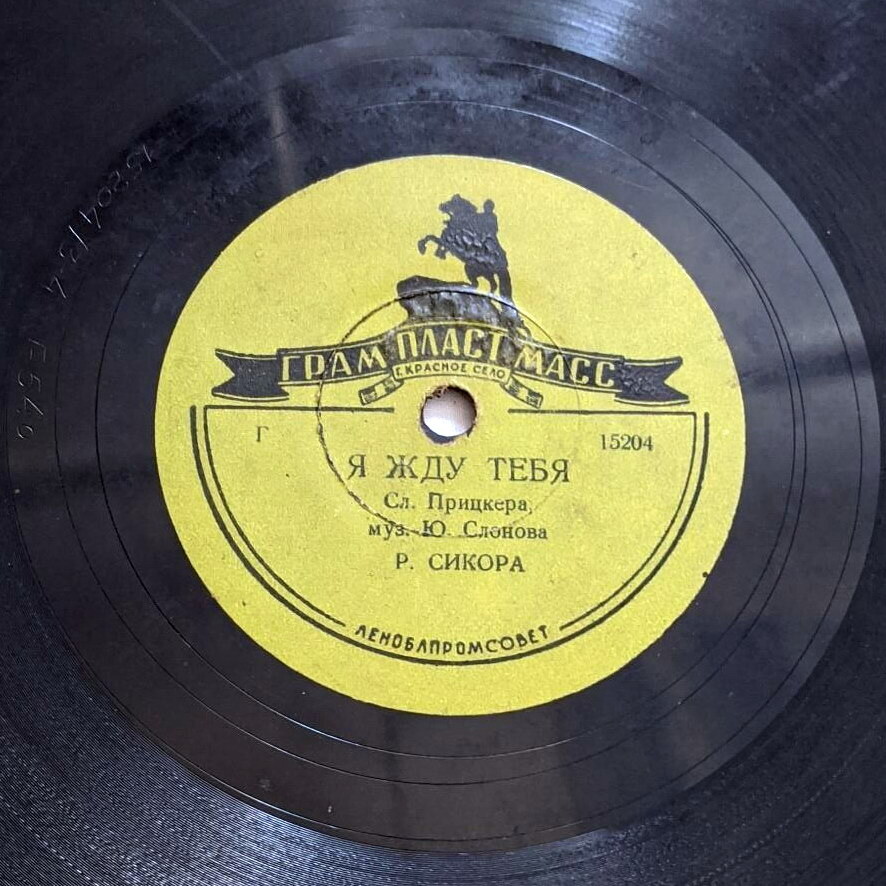 ГРАМ ПЛАСТ МАСС
Г. КРАСНОЕ СЕЛО
Г 15204
Я ЖДУ ТЕБЯ
Сл. Прицкера,
муз. Ю. Слонова
Р. СИКОРА
ЛЕНОБЛПРОМСОВЕТ